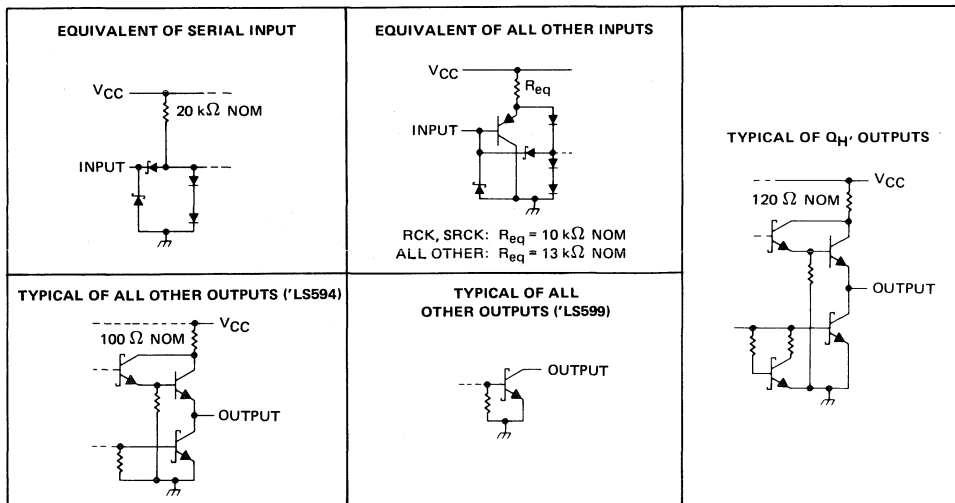 EQUIVALENT OF SERIAL INPUT
VCC
20 kΩ NOM
INPUT
EQUIVALENT OF ALL OTHER INPUTS
VCC
Req
INPUT
RCK, SRCK: Req = 10 kΩ NOM
ALL OTHER: Req = 13 kΩ NOM
TYPICAL OF QH' OUTPUTS
VCC
120 Ω NOM
OUTPUT
TYPICAL OF ALL OTHER OUTPUTS ('LS594)
VCC
100 Ω NOM
OUTPUT
TYPICAL OF ALL
OTHER OUTPUTS ('LS599)
OUTPUT